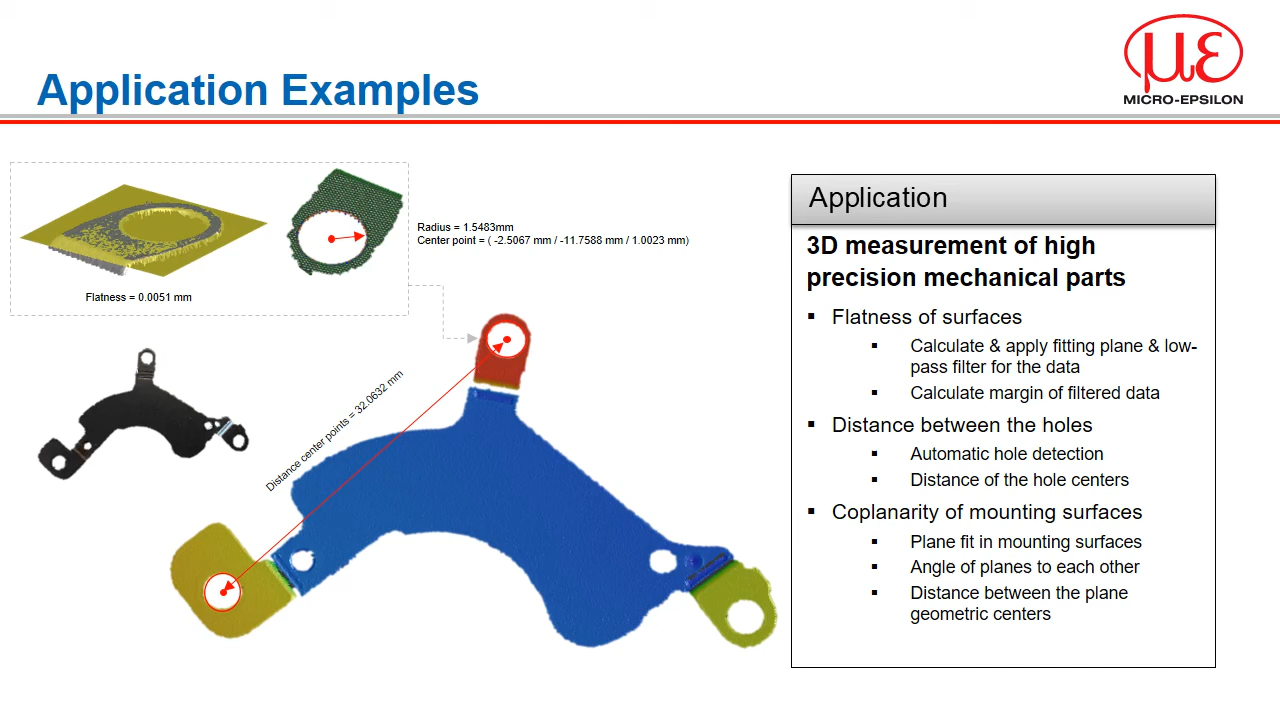 Application Examples
με
MICRO-EPSILON
Radius = 1.5483mm
Center point = ( -2.5067 mm / -11.7588 mm / 1.0023 mm)
Flatness = 0.0051 mm
Distance center points = 32.0632 mm
Application
3D measurement of high
precision mechanical parts
▪ Flatness of surfaces
▪ Calculate & apply fitting plane & low-
pass filter for the data
▪ Calculate margin of filtered data
▪ Distance between the holes
▪ Automatic hole detection
▪ Distance of the hole centers
▪ Coplanarity of mounting surfaces
▪ Plane fit in mounting surfaces
▪ Angle of planes to each other
▪ Distance between the plane
geometric centers